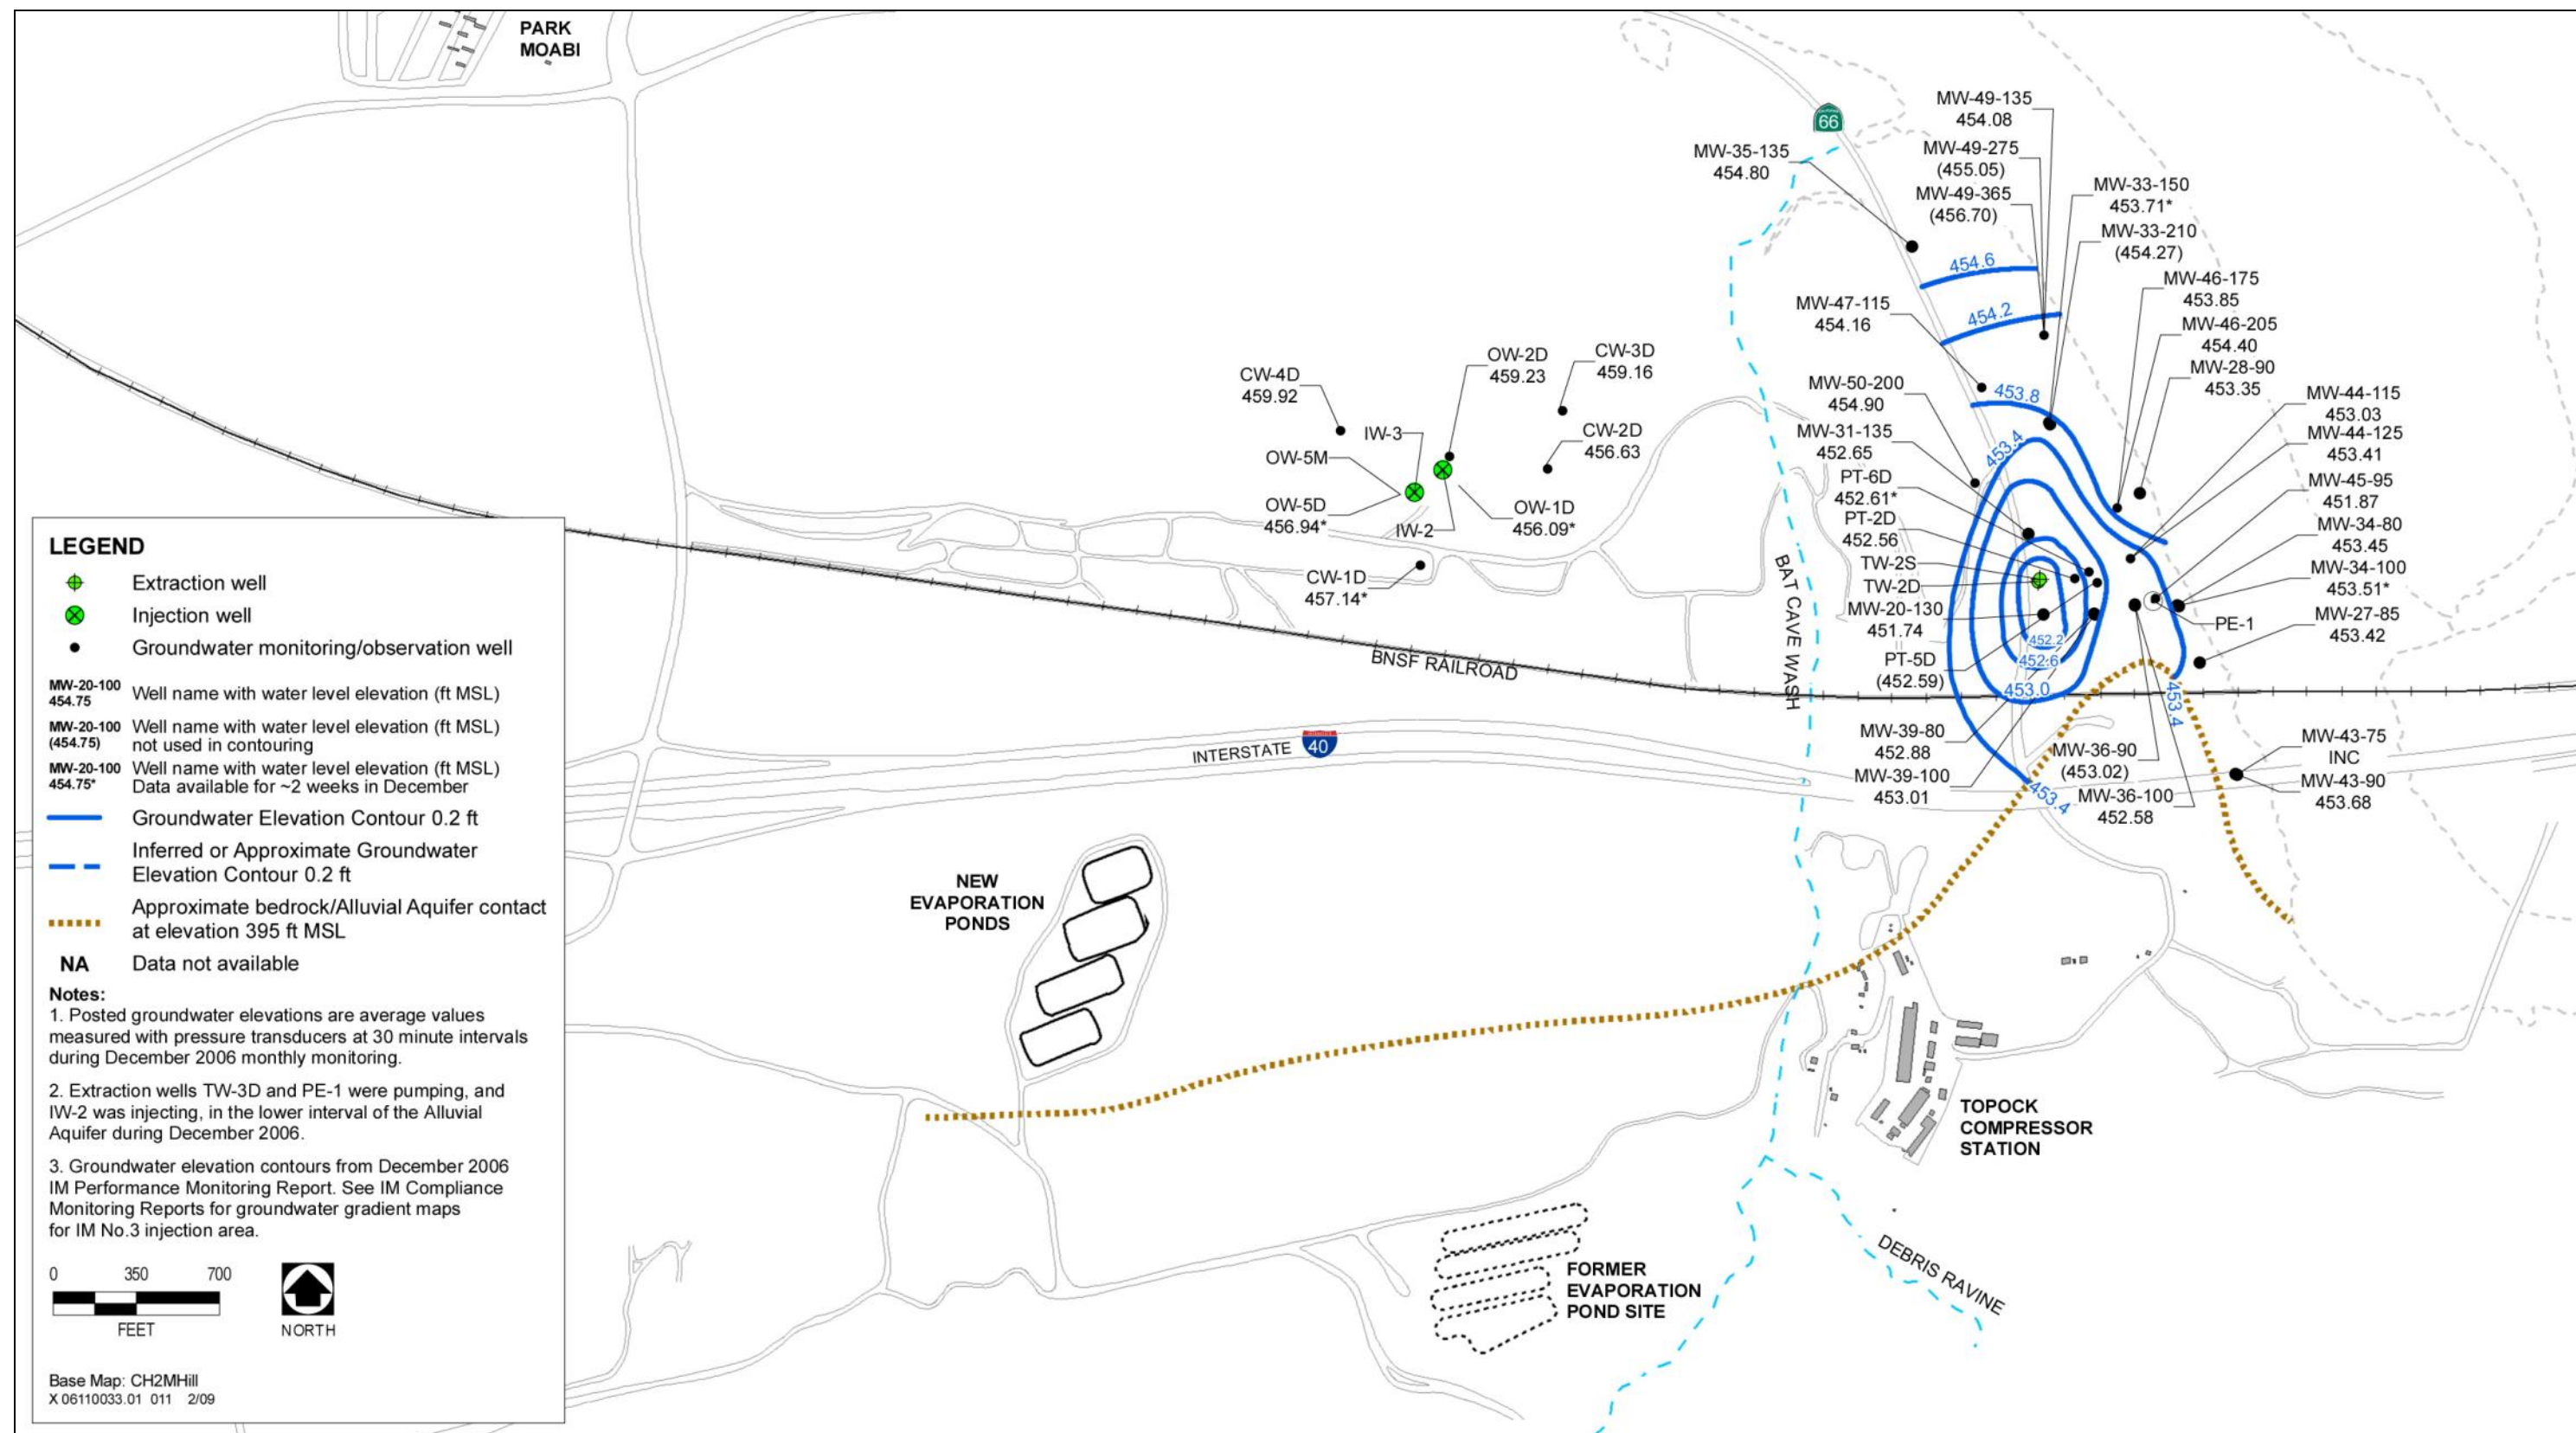 PARK
MOABI
66
MW-49-135
454.08
MW-35-135
454.80
MW-49-275
(455.05)
MW-49-365
(456.70)
MW-33-150
453.71*
MW-33-210
(454.27)
454.6
MW-46-175
453.85
MW-47-115
454.16
454.2
MW-46-205
454.40
OW-2D
459.23
CW-3D
459.16
CW-4D
459.92
MW-28-90
453.35
MW-50-200
454.90
453.8
MW-44-115
453.03
IW-3
CW-2D
456.63
MW-31-135
452.65
453.4
MW-44-125
453.41
OW-5M
PT-6D
452.61*
MW-45-95
451.87
OW-5D
456.94*
IW-2
OW-1D
456.09*
PT-2D
452.56
MW-34-80
453.45
TW-2S
TW-2D
MW-34-100
453.51*
CW-1D
457.14*
MW-20-130
451.74
MW-27-85
453.42
PE-1
BAT CAVE WASH
452.2
452.6
453.0
PT-5D
(452.59)
BNSF RAILROAD
453.4
MW-39-80
452.88
MW-36-90
(453.02)
MW-43-75
INC
INTERSTATE 40
MW-39-100
453.01
453.4
MW-36-100
452.58
MW-43-90
453.68
NEW
EVAPORATION
PONDS
TOPOCK
COMPRESSOR
STATION
DEBRIS RAVINE
FORMER
EVAPORATION
POND SITE
LEGEND
Extraction well
Injection well
Groundwater monitoring/observation well
MW-20-100
454.75
Well name with water level elevation (ft MSL)
MW-20-100
(454.75)
Well name with water level elevation (ft MSL)
not used in contouring
MW-20-100
454.75*
Well name with water level elevation (ft MSL)
Data available for ~2 weeks in December
Groundwater Elevation Contour 0.2 ft
Inferred or Approximate Groundwater
Elevation Contour 0.2 ft
Approximate bedrock/Alluvial Aquifer contact
at elevation 395 ft MSL
NA Data not available
Notes:
1. Posted groundwater elevations are average values
measured with pressure transducers at 30 minute intervals
during December 2006 monthly monitoring.
2. Extraction wells TW-3D and PE-1 were pumping, and
IW-2 was injecting, in the lower interval of the Alluvial
Aquifer during December 2006.
3. Groundwater elevation contours from December 2006
IM Performance Monitoring Report. See IM Compliance
Monitoring Reports for groundwater gradient maps
for IM No.3 injection area.
0 350 700
FEET
NORTH
Base Map: CH2MHill
X 06110033.01 011 2/09